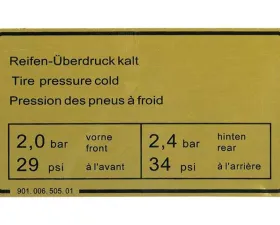 Reifen-Überdruck kalt
Tire pressure cold
Pression des pneus à froid
2,0 bar vorne front
29 psi à l'avant
2,4 bar hinten rear
34 psi à l'arrière
901. 006. 505. 01